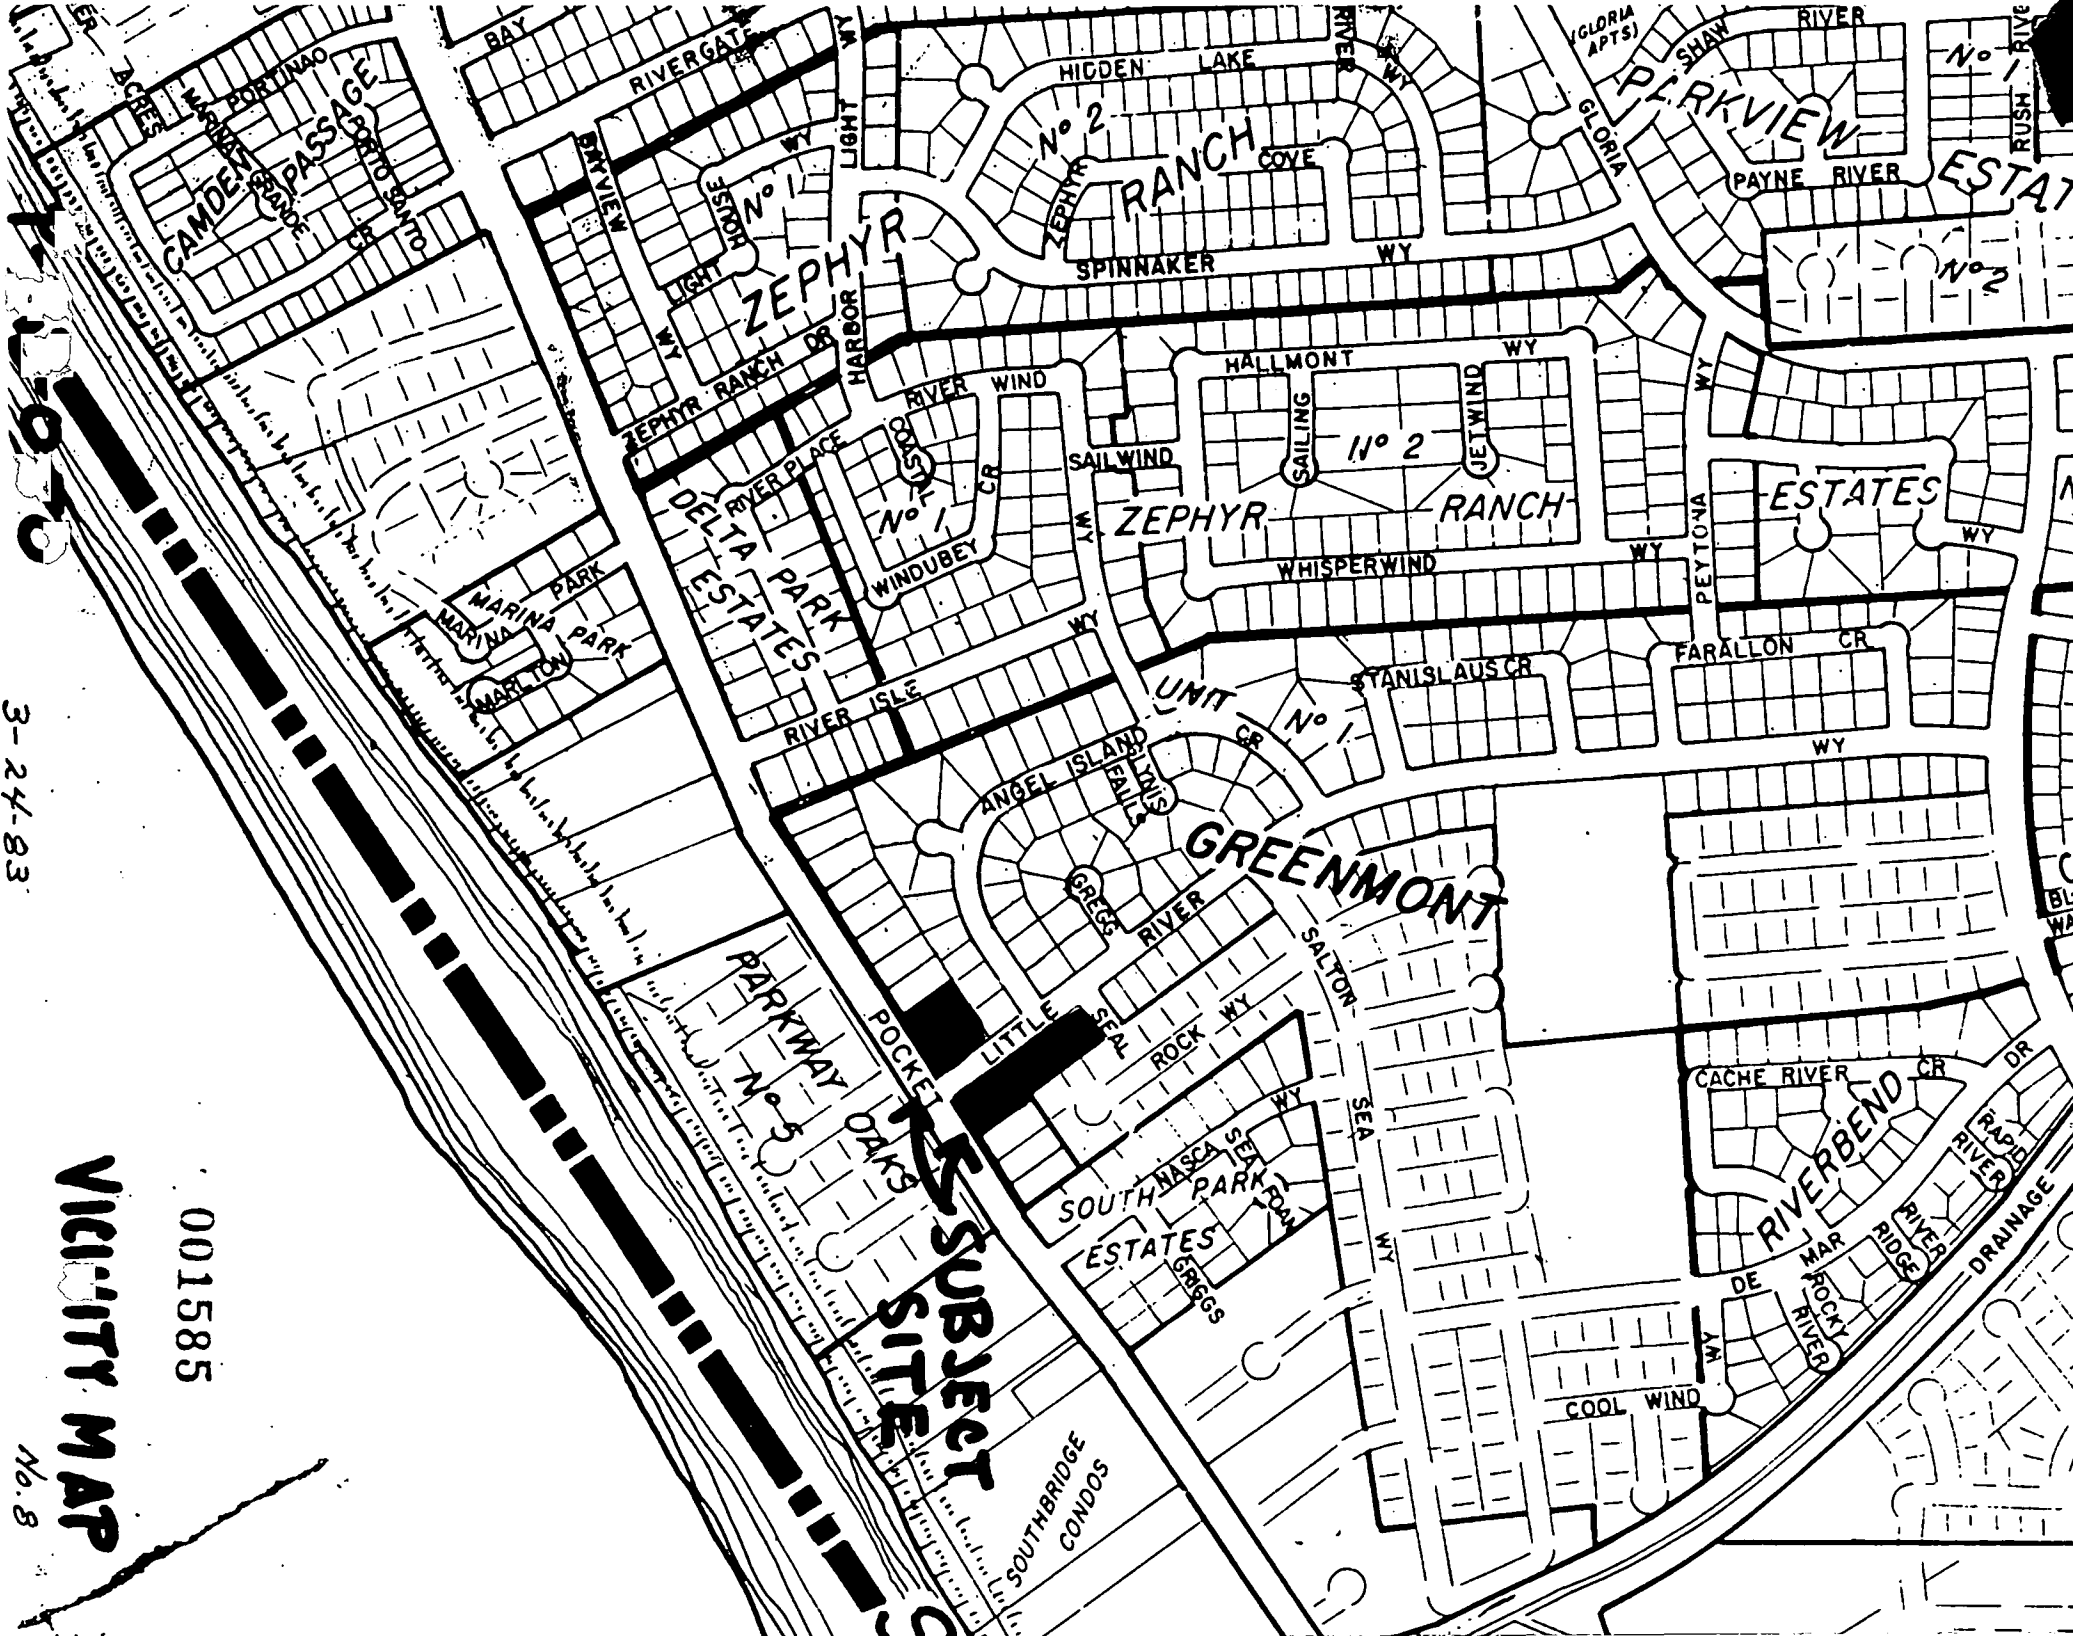 ACRES
PORTINAO
MARINA
GRANDE
PORTO SANTO
CR
CAMDEN PASSAGE
BAY
RIVERGATE
WY
HIDDEN LAKE
RIVER
WY
(GLORIA
APTS)
SHAW
RIVER
Nº 1
RUSH RIVE
PARKVIEW
ESTAT
PAYNE RIVER
GLORIA
Nº 2
BAYVIEW
WY
WY
LIGHT
HOUSE
LIGHT
Nº 1
ZEPHYR
Nº 2
RANCH
ZEPHYR
COVE
SPINNAKER
WY
HARBOR
ZEPHYR RANCH DR
RIVER WIND
HALLMONT
WY
WY
COASTAL
RIVER PLACE
CR
SAILWIND
SAILING
Nº 2
JETWIND
DELTA PARK
ESTATES
Nº 1
WINDUBEY
WY
ZEPHYR
RANCH
PEYTONA
ESTATES
WY
WHISPERWIND
WY
MARINA PARK
PARK
MARINA
MARLTON
WY
RIVER ISLE
UNIT
Nº 1
STANISLAUS CR
FARALLON CR
WY
3-24-83
ANGEL ISLAND
CR
GLYNIS
FALLS
GREENMONT
GREGG
RIVER
LITTLE
SEAL
ROCK WY
SALTON
SEA
WY
POCKET
PARKWAY
OAKS
Nº 5
BL
WA
CACHE RIVER
CR
DR
RIVERBEND
RAPID
RIVER
RIVER
RIDGE
DE MAR
ROCKY
RIVER
WY
DRAINAGE
WY
NASCA
SEA
FOAM
SOUTH PARK
ESTATES
GRIGGS
COOL WIND
SUBJECT
SITE
SOUTHBRIDGE
CONDOS
001585
VICINITY MAP
No. 8